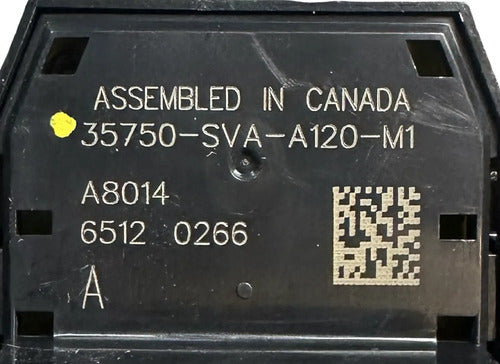 ASSEMBLED IN CANADA
35750-SVA-A120-M1
A8014
6512 0266
A